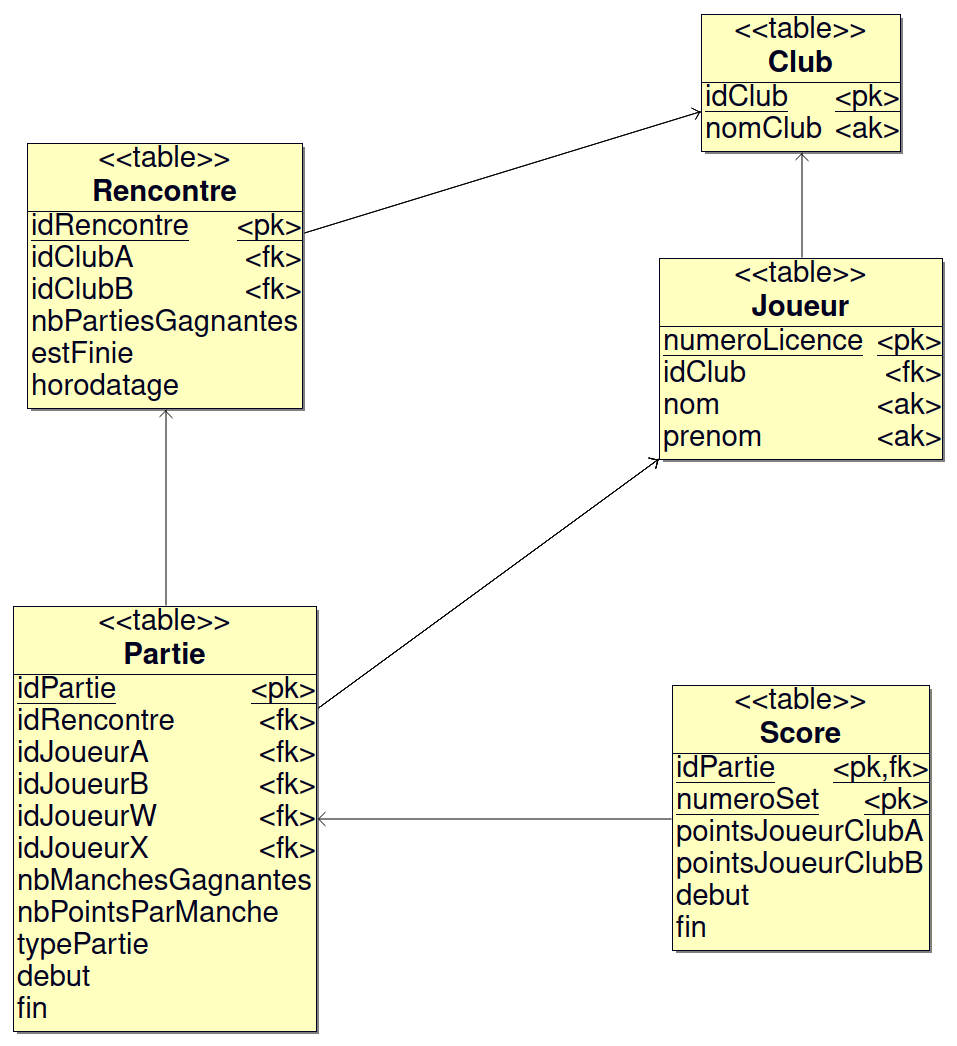 <<table>>
Club
idClub <pk>
nomClub <ak>
<<table>>
Rencontre
idRencontre <pk>
idClubA <fk>
idClubB <fk>
nbPartiesGagnantes
estFinie
horodatage
<<table>>
Joueur
numeroLicence <pk>
idClub <fk>
nom <ak>
prenom <ak>
<<table>>
Partie
idPartie <pk>
idRencontre <fk>
idJoueurA <fk>
idJoueurB <fk>
idJoueurW <fk>
idJoueurX <fk>
nbManchesGagnantes
nbPointsParManche
typePartie
debut
fin
<<table>>
Score
idPartie <pk,fk>
numeroSet <pk>
pointsJoueurClubA
pointsJoueurClubB
debut
fin